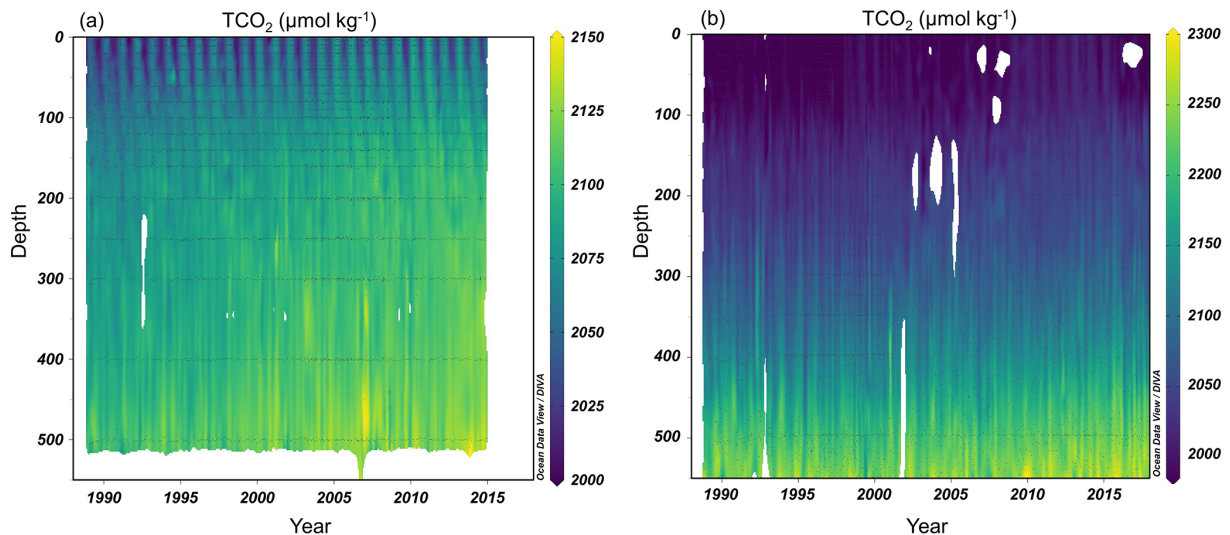 (a) TCO₂ (µmol kg⁻¹)
0
100
200
300
400
500
Depth
1990 1995 2000 2005 2010 2015
Year
Ocean Data View / DIVA
2150
2125
2100
2075
2050
2025
2000
(b) TCO₂ (µmol kg⁻¹)
0
100
200
300
400
500
Depth
1990 1995 2000 2005 2010 2015
Year
Ocean Data View / DIVA
2300
2250
2200
2150
2100
2050
2000